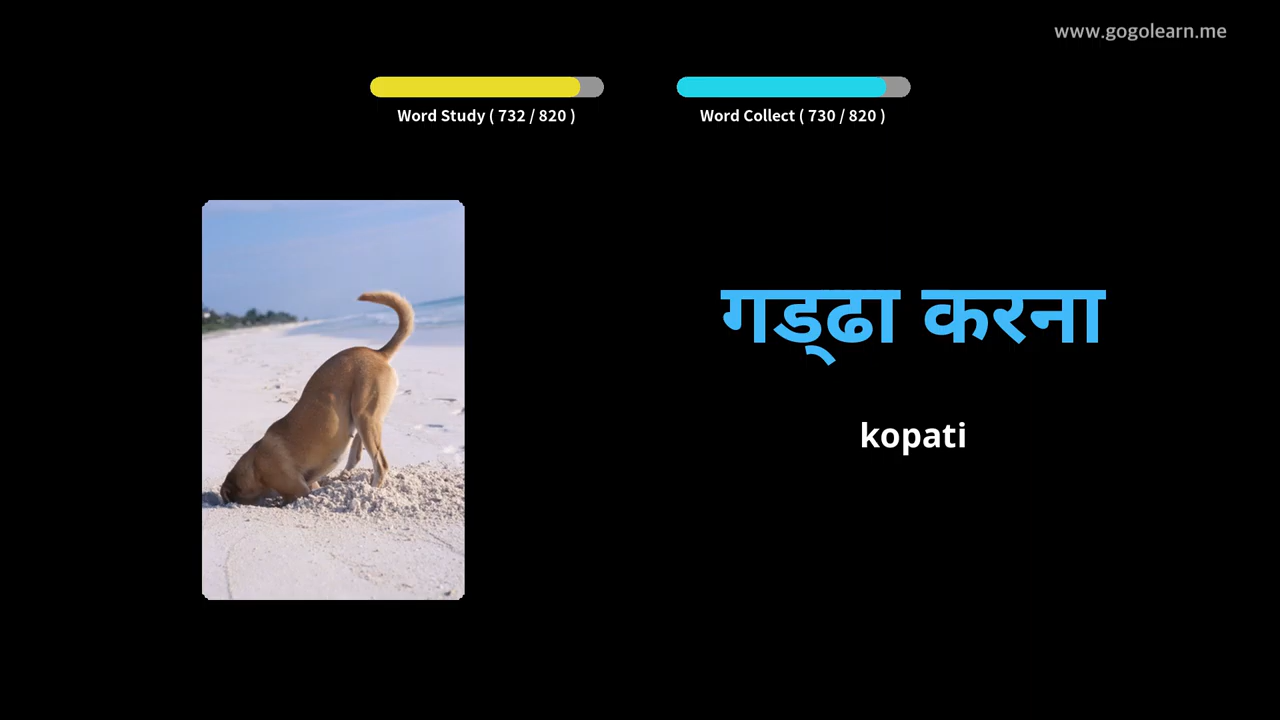 www.gogolearn.me
Word Study ( 732 / 820 )
Word Collect ( 730 / 820 )
गड्ढा करना
kopati